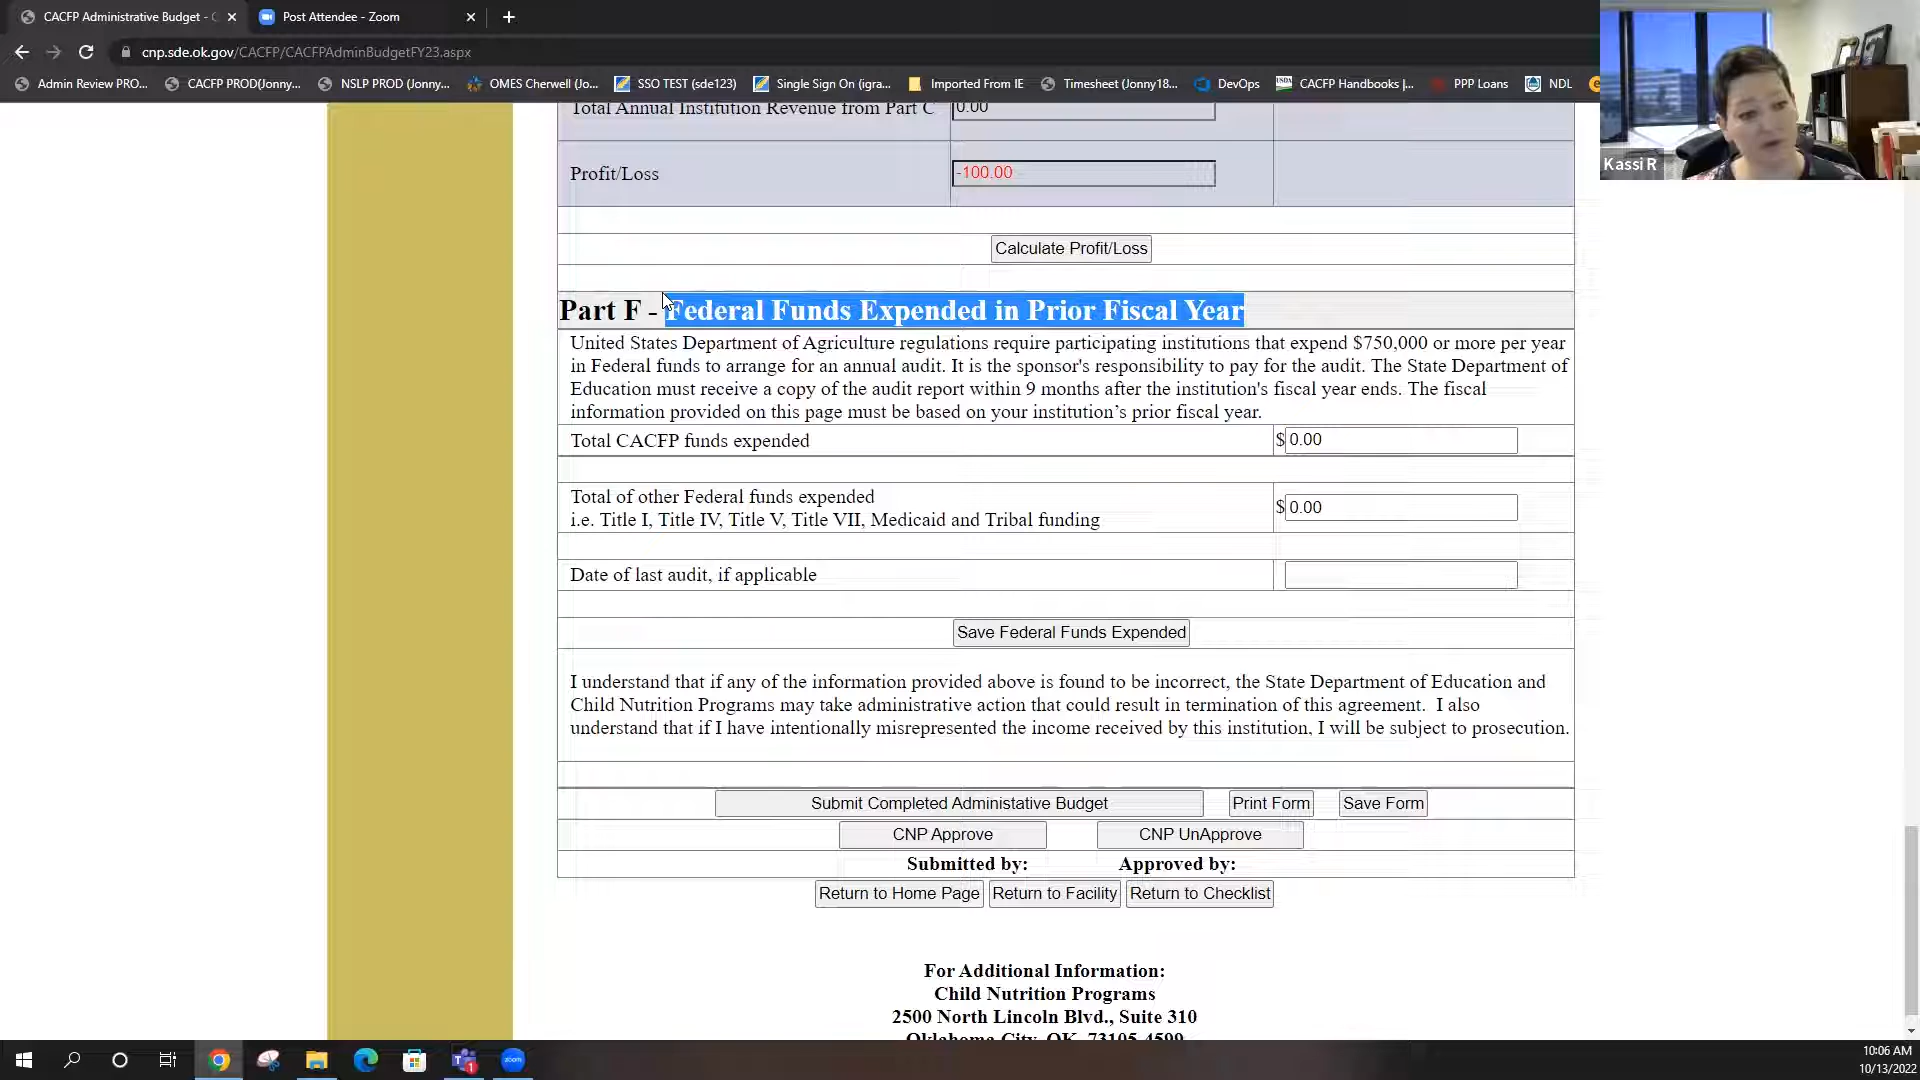 CACFP Administrative Budget - C
Post Attendee - Zoom
cnp.sde.ok.gov/CACFP/CACFPAdminBudgetFY23.aspx
Admin Review PRO... CACFP PROD(Jonny... NSLP PROD (Jonny... OMES Cherwell (Jo... SSO TEST (sde123) Single Sign On (igra... Imported From IE Timesheet (Jonny18... DevOps CACFP Handbooks |... PPP Loans NDL
Kassi R
Total Annual Institution Revenue from Part C 0.00
Profit/Loss -100.00
Calculate Profit/Loss
Part F - Federal Funds Expended in Prior Fiscal Year
United States Department of Agriculture regulations require participating institutions that expend $750,000 or more per year
in Federal funds to arrange for an annual audit. It is the sponsor's responsibility to pay for the audit. The State Department of
Education must receive a copy of the audit report within 9 months after the institution's fiscal year ends. The fiscal
information provided on this page must be based on your institution’s prior fiscal year.
Total CACFP funds expended $ 0.00
Total of other Federal funds expended
i.e. Title I, Title IV, Title V, Title VII, Medicaid and Tribal funding $ 0.00
Date of last audit, if applicable
Save Federal Funds Expended
I understand that if any of the information provided above is found to be incorrect, the State Department of Education and
Child Nutrition Programs may take administrative action that could result in termination of this agreement. I also
understand that if I have intentionally misrepresented the income received by this institution, I will be subject to prosecution.
Submit Completed Administative Budget Print Form Save Form
CNP Approve CNP UnApprove
Submitted by: Approved by:
Return to Home Page Return to Facility Return to Checklist
For Additional Information:
Child Nutrition Programs
2500 North Lincoln Blvd., Suite 310
Oklahoma City, OK 73105-4599
zoom
1
10:06 AM
10/13/2022